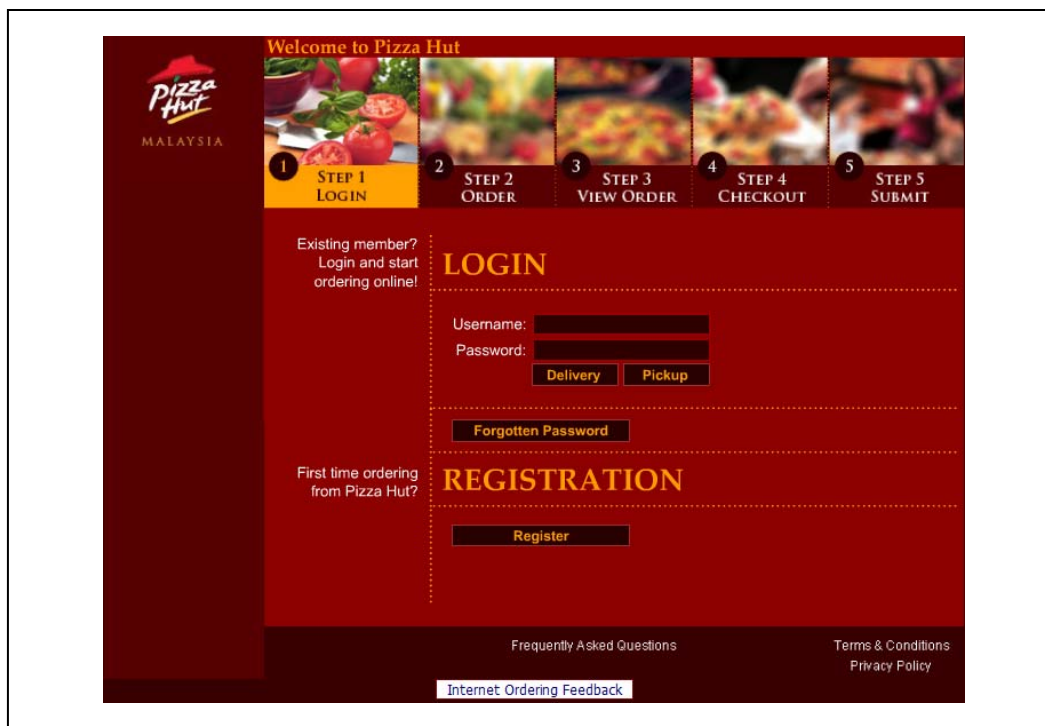 Welcome to Pizza Hut
Pizza
Hut
MALAYSIA
1
STEP 1
LOGIN
2
STEP 2
ORDER
3
STEP 3
VIEW ORDER
4
STEP 4
CHECKOUT
5
STEP 5
SUBMIT
Existing member?
Login and start
ordering online!
LOGIN
Username:
Password:
Delivery Pickup
Forgotten Password
First time ordering
from Pizza Hut?
REGISTRATION
Register
Frequently Asked Questions
Terms & Conditions
Privacy Policy
Internet Ordering Feedback